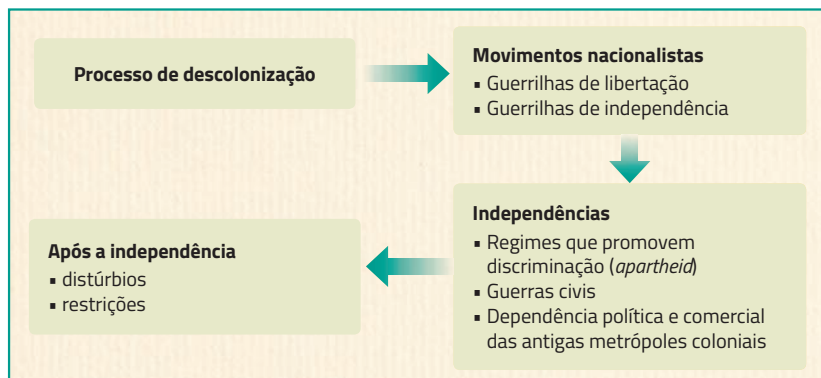 Processo de descolonização
Movimentos nacionalistas
▪ Guerrilhas de libertação
▪ Guerrilhas de independência
Independências
▪ Regimes que promovem
discriminação (apartheid)
▪ Guerras civis
▪ Dependência política e comercial
das antigas metrópoles coloniais
Após a independência
▪ distúrbios
▪ restrições